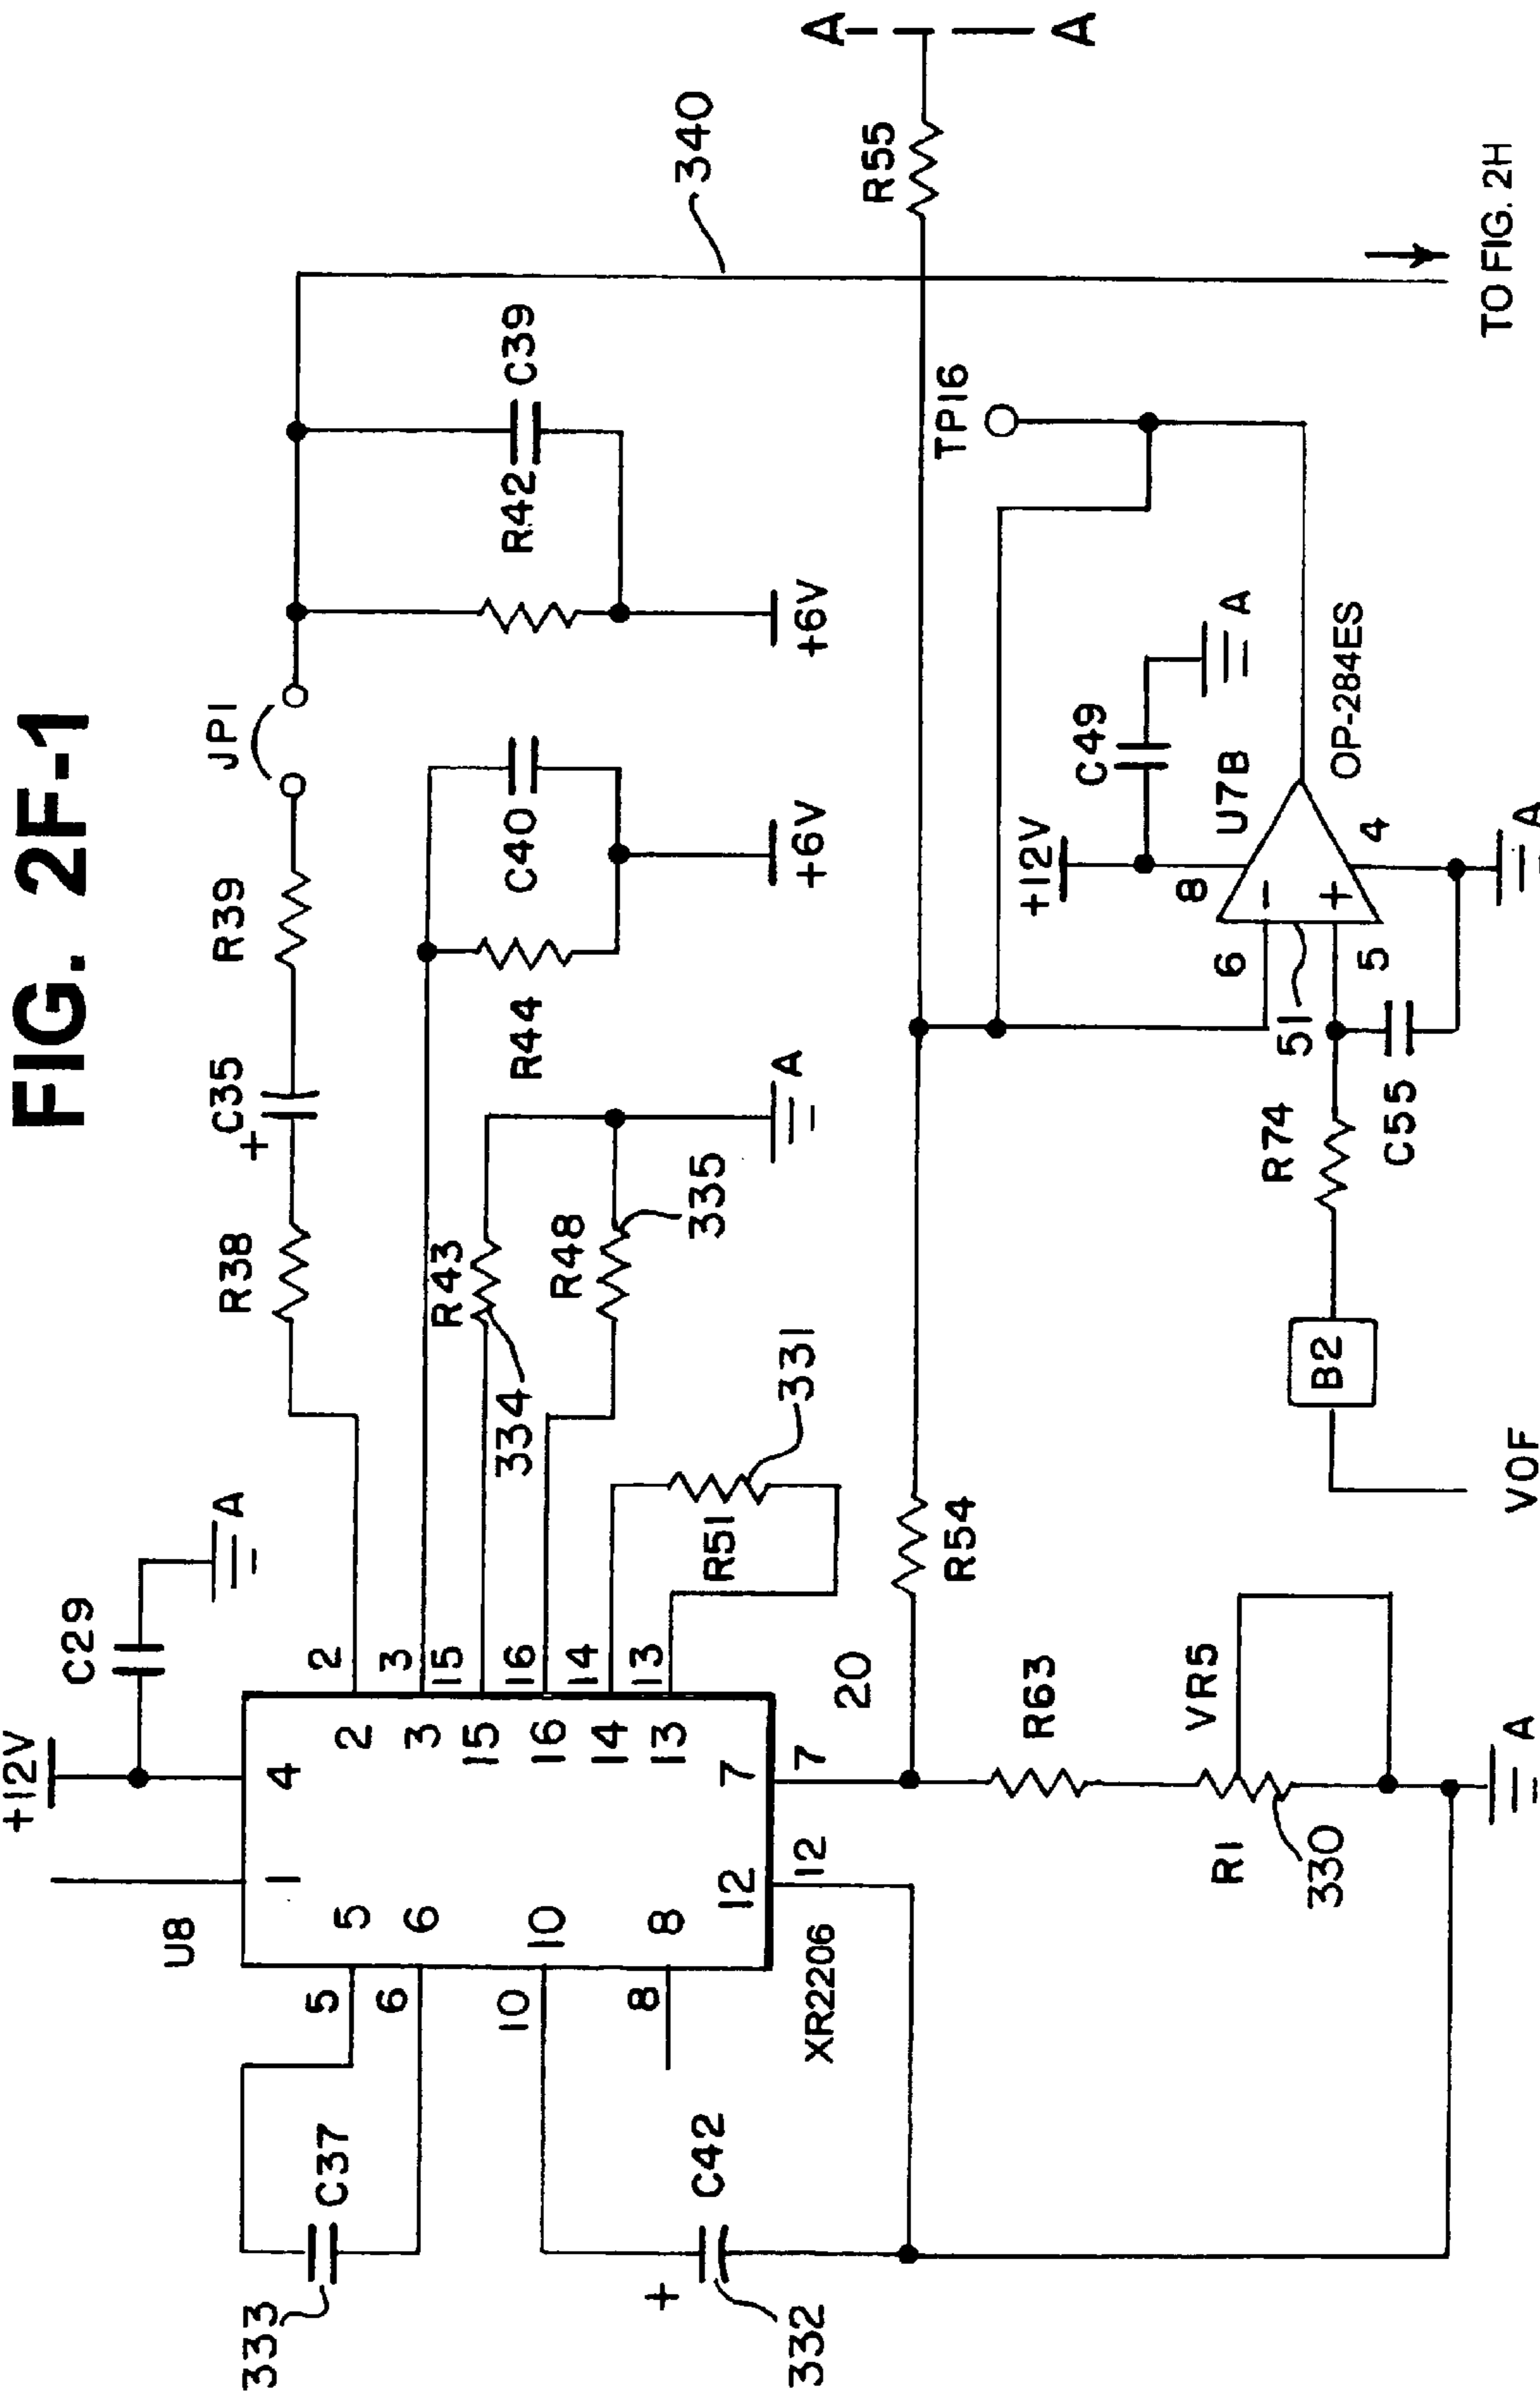 FIG. 2F-1
+12V
C29
A
U8
1
4
2
2
3
3
15
15
16
16
14
14
13
13
5
5
6
6
10
10
8
8
12
12
7
7
20
XR2206
333
C37
C42
+
332
R38
+
C35
R39
JP1
R42
C39
+6V
340
R43
334
R48
335
A
R44
C40
+6V
R51
331
R54
R55
A
A
R63
VR5
R1
330
A
TP16
+12V
C49
A
8
U7B
6
-
+
5
4
51
OP-284ES
R74
C55
A
B2
VOF
TO FIG. 2H